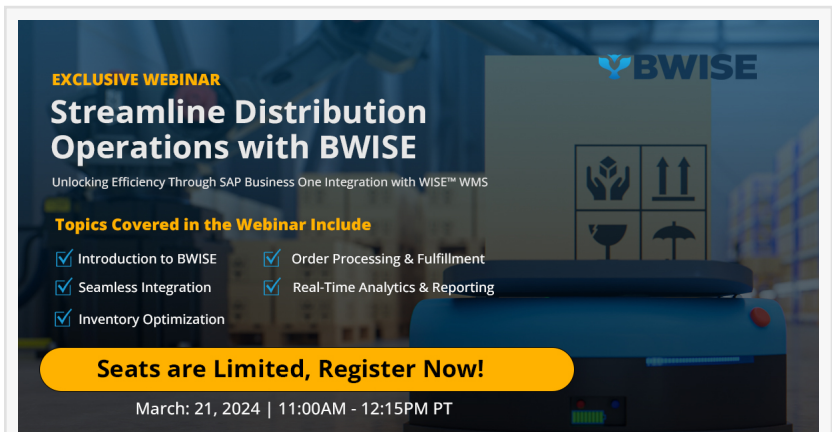 BWISE
EXCLUSIVE WEBINAR
Streamline Distribution
Operations with BWISE
Unlocking Efficiency Through SAP Business One Integration with WISE™ WMS
Topics Covered in the Webinar Include
Introduction to BWISE
Order Processing & Fulfillment
Seamless Integration
Real-Time Analytics & Reporting
Inventory Optimization
Seats are Limited, Register Now!
March: 21, 2024 | 11:00AM - 12:15PM PT